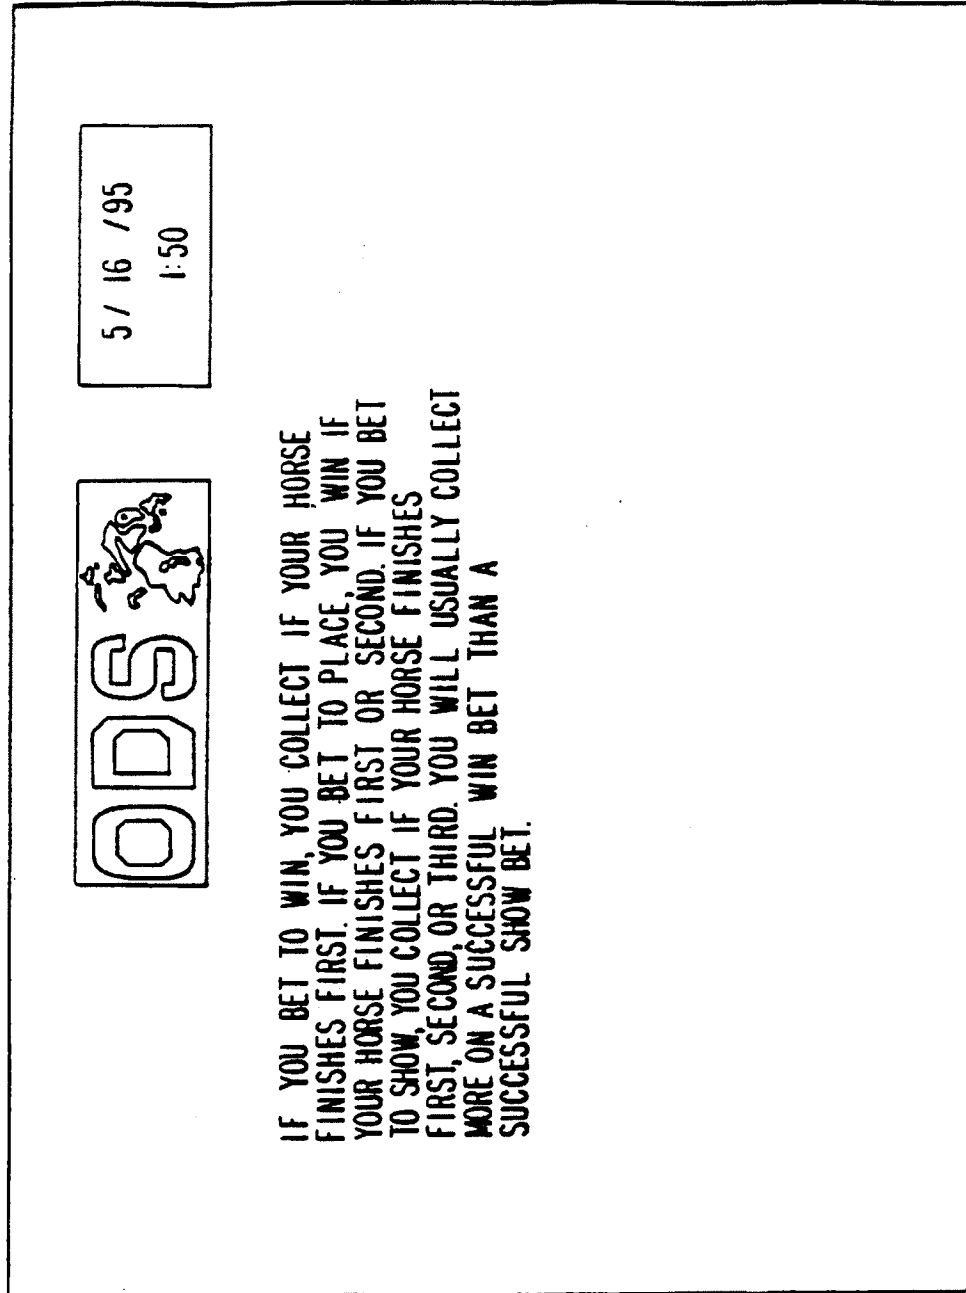 ODS
5/ 16 /95
1:50
IF YOU BET TO WIN, YOU COLLECT IF YOUR HORSE
FINISHES FIRST. IF YOU BET TO PLACE, YOU WIN IF
YOUR HORSE FINISHES FIRST OR SECOND. IF YOU BET
TO SHOW, YOU COLLECT IF YOUR HORSE FINISHES
FIRST, SECOND, OR THIRD. YOU WILL USUALLY COLLECT
MORE ON A SUCCESSFUL WIN BET THAN A
SUCCESSFUL SHOW BET.